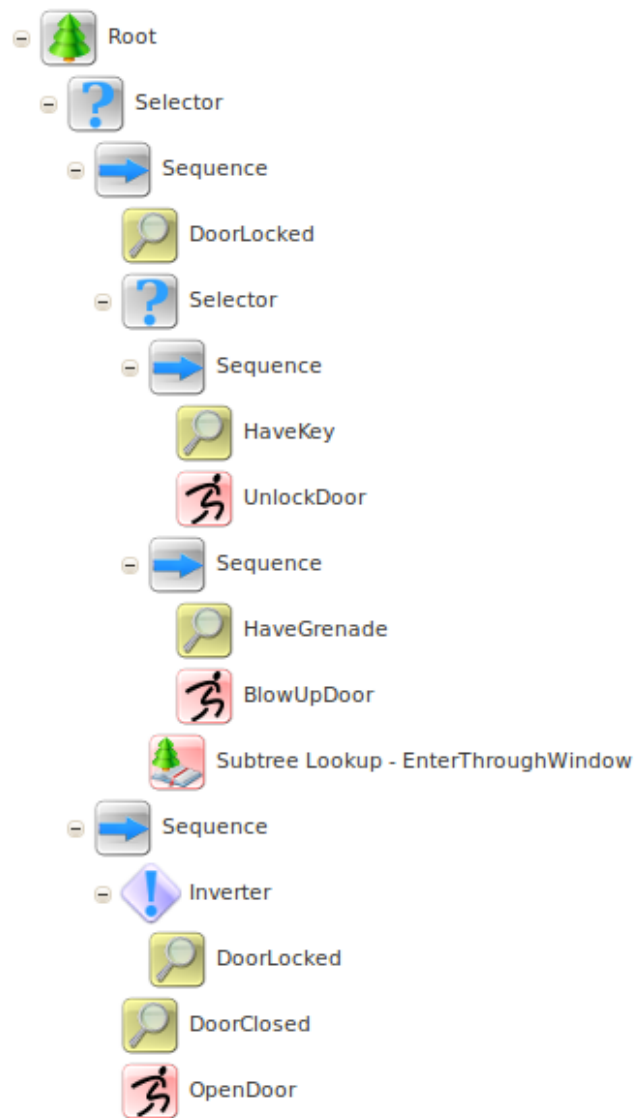 Root
Selector
Sequence
DoorLocked
Selector
Sequence
HaveKey
UnlockDoor
Sequence
HaveGrenade
BlowUpDoor
Subtree Lookup - EnterThroughWindow
Sequence
Inverter
DoorLocked
DoorClosed
OpenDoor